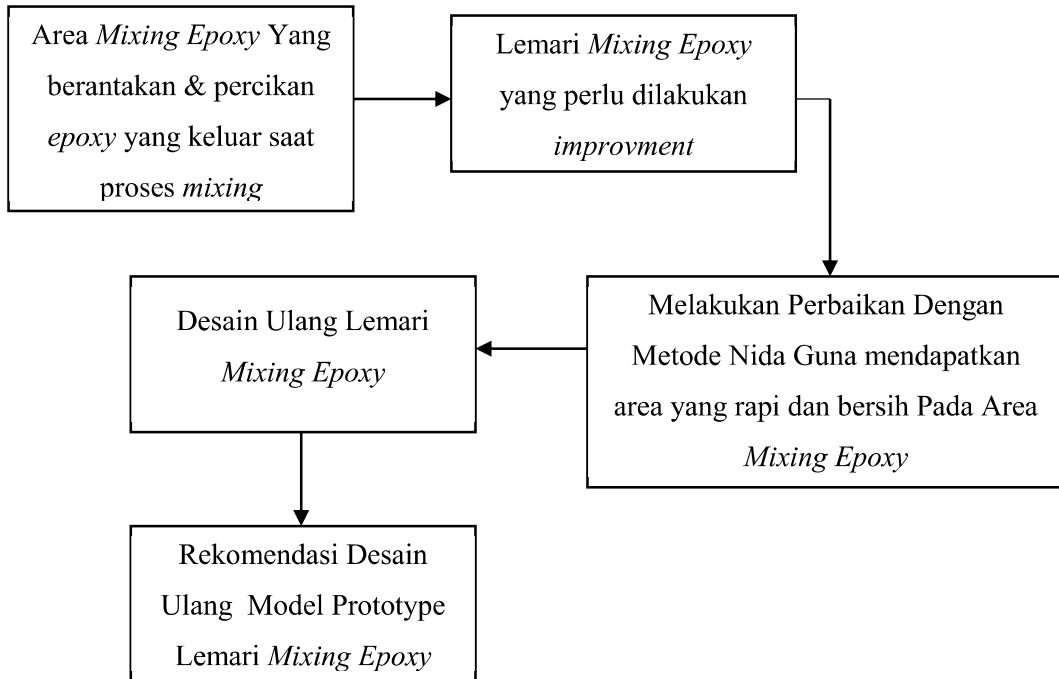 Area Mixing Epoxy Yang
berantakan & percikan
epoxy yang keluar saat
proses mixing
Lemari Mixing Epoxy
yang perlu dilakukan
improvment
Melakukan Perbaikan Dengan
Metode Nida Guna mendapatkan
area yang rapi dan bersih Pada Area
Mixing Epoxy
Desain Ulang Lemari
Mixing Epoxy
Rekomendasi Desain
Ulang Model Prototype
Lemari Mixing Epoxy